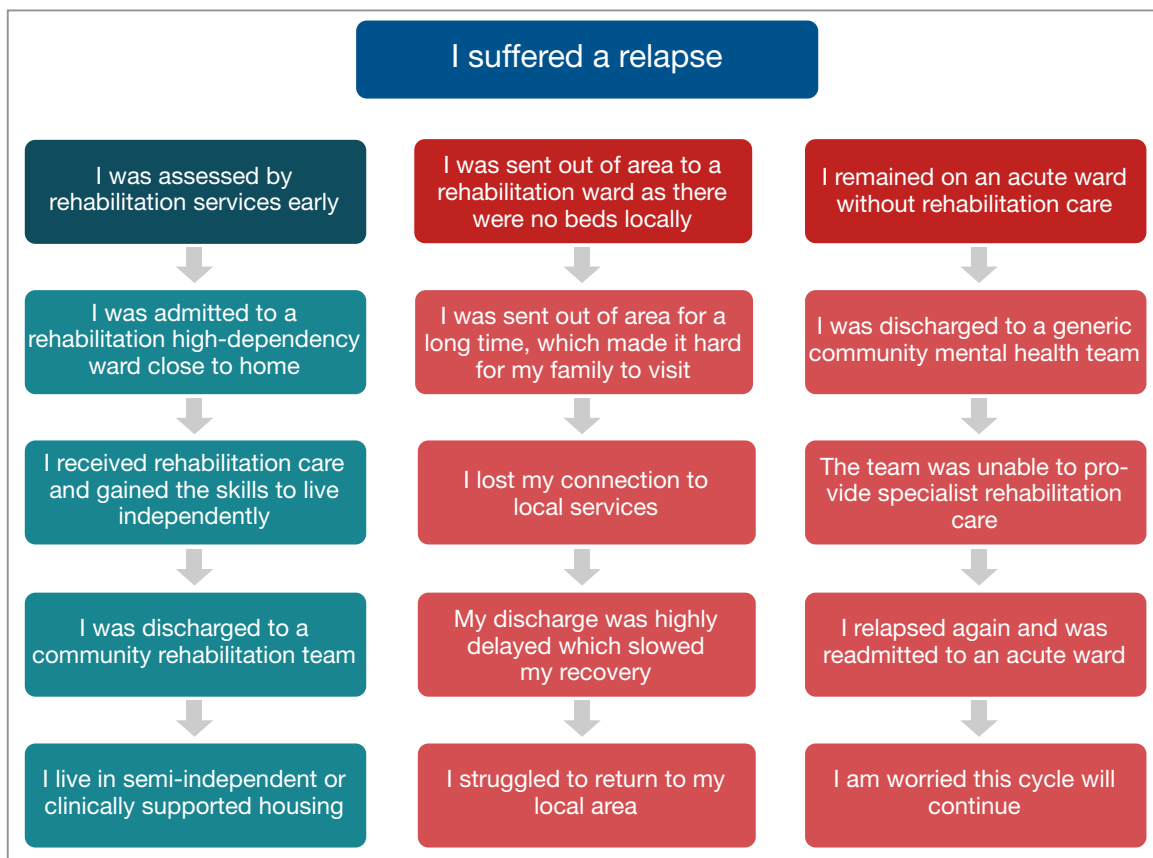 I suffered a relapse
I was assessed by
rehabilitation services early
I was admitted to a
rehabilitation high-dependency
ward close to home
I received rehabilitation care
and gained the skills to live
independently
I was discharged to a
community rehabilitation team
I live in semi-independent or
clinically supported housing
I was sent out of area to a
rehabilitation ward as there
were no beds locally
I was sent out of area for a
long time, which made it hard
for my family to visit
I lost my connection to
local services
My discharge was highly
delayed which slowed
my recovery
I struggled to return to my
local area
I remained on an acute ward
without rehabilitation care
I was discharged to a generic
community mental health team
The team was unable to pro-
vide specialist rehabilitation
care
I relapsed again and was
readmitted to an acute ward
I am worried this cycle will
continue